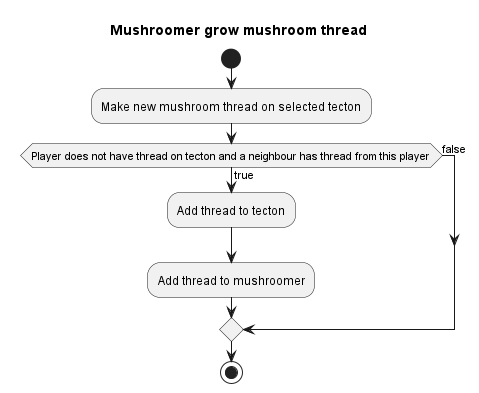 Mushroomer grow mushroom thread
Make new mushroom thread on selected tecton
Player does not have thread on tecton and a neighbour has thread from this player
false
true
Add thread to tecton
Add thread to mushroomer